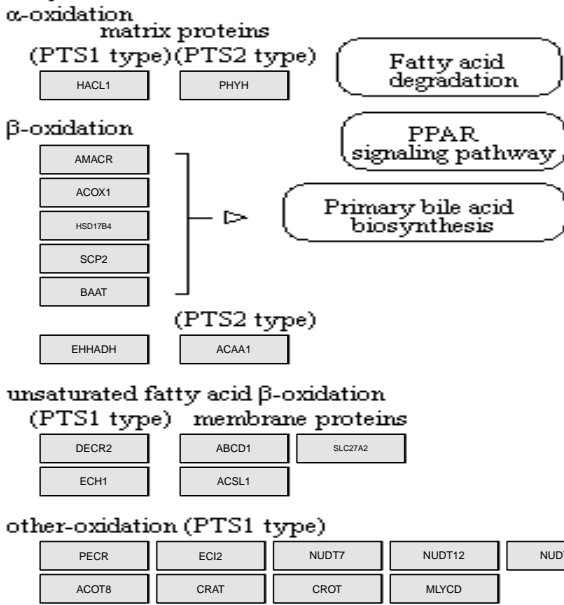 α-oxidation
matrix proteins
(PTS1 type) (PTS2 type)
HACL1 PHYH
Fatty acid
degradation
β-oxidation
PPAR
signaling pathway
AMACR
ACOX1
HSD17B4
SCP2
BAAT
Primary bile acid
biosynthesis
(PTS2 type)
EHHADH ACAA1
unsaturated fatty acid β-oxidation
(PTS1 type) membrane proteins
DECR2 ABCD1 SLC27A2
ECH1 ACSL1
other-oxidation (PTS1 type)
PECR ECI2 NUDT7 NUDT12
ACOT8 CRAT CROT MLYCD